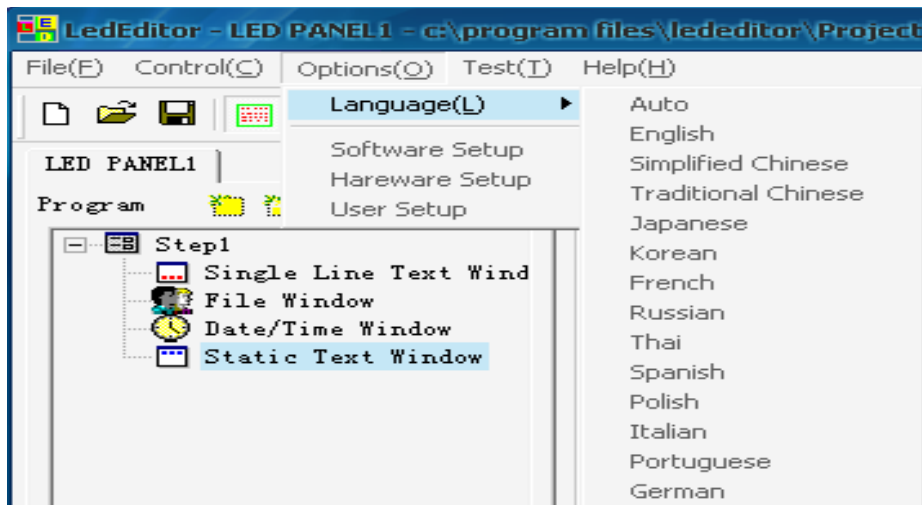 LedEditor - LED PANEL1 - c:\program files\lededitor\Project
File(F) Control(C) Options(O) Test(T) Help(H)
Language(L)
Software Setup
Hareware Setup
User Setup
Auto
English
Simplified Chinese
Traditional Chinese
Japanese
Korean
French
Russian
Thai
Spanish
Polish
Italian
Portuguese
German
LED PANEL1
Program
Step1
Single Line Text Wind
File Window
Date/Time Window
Static Text Window